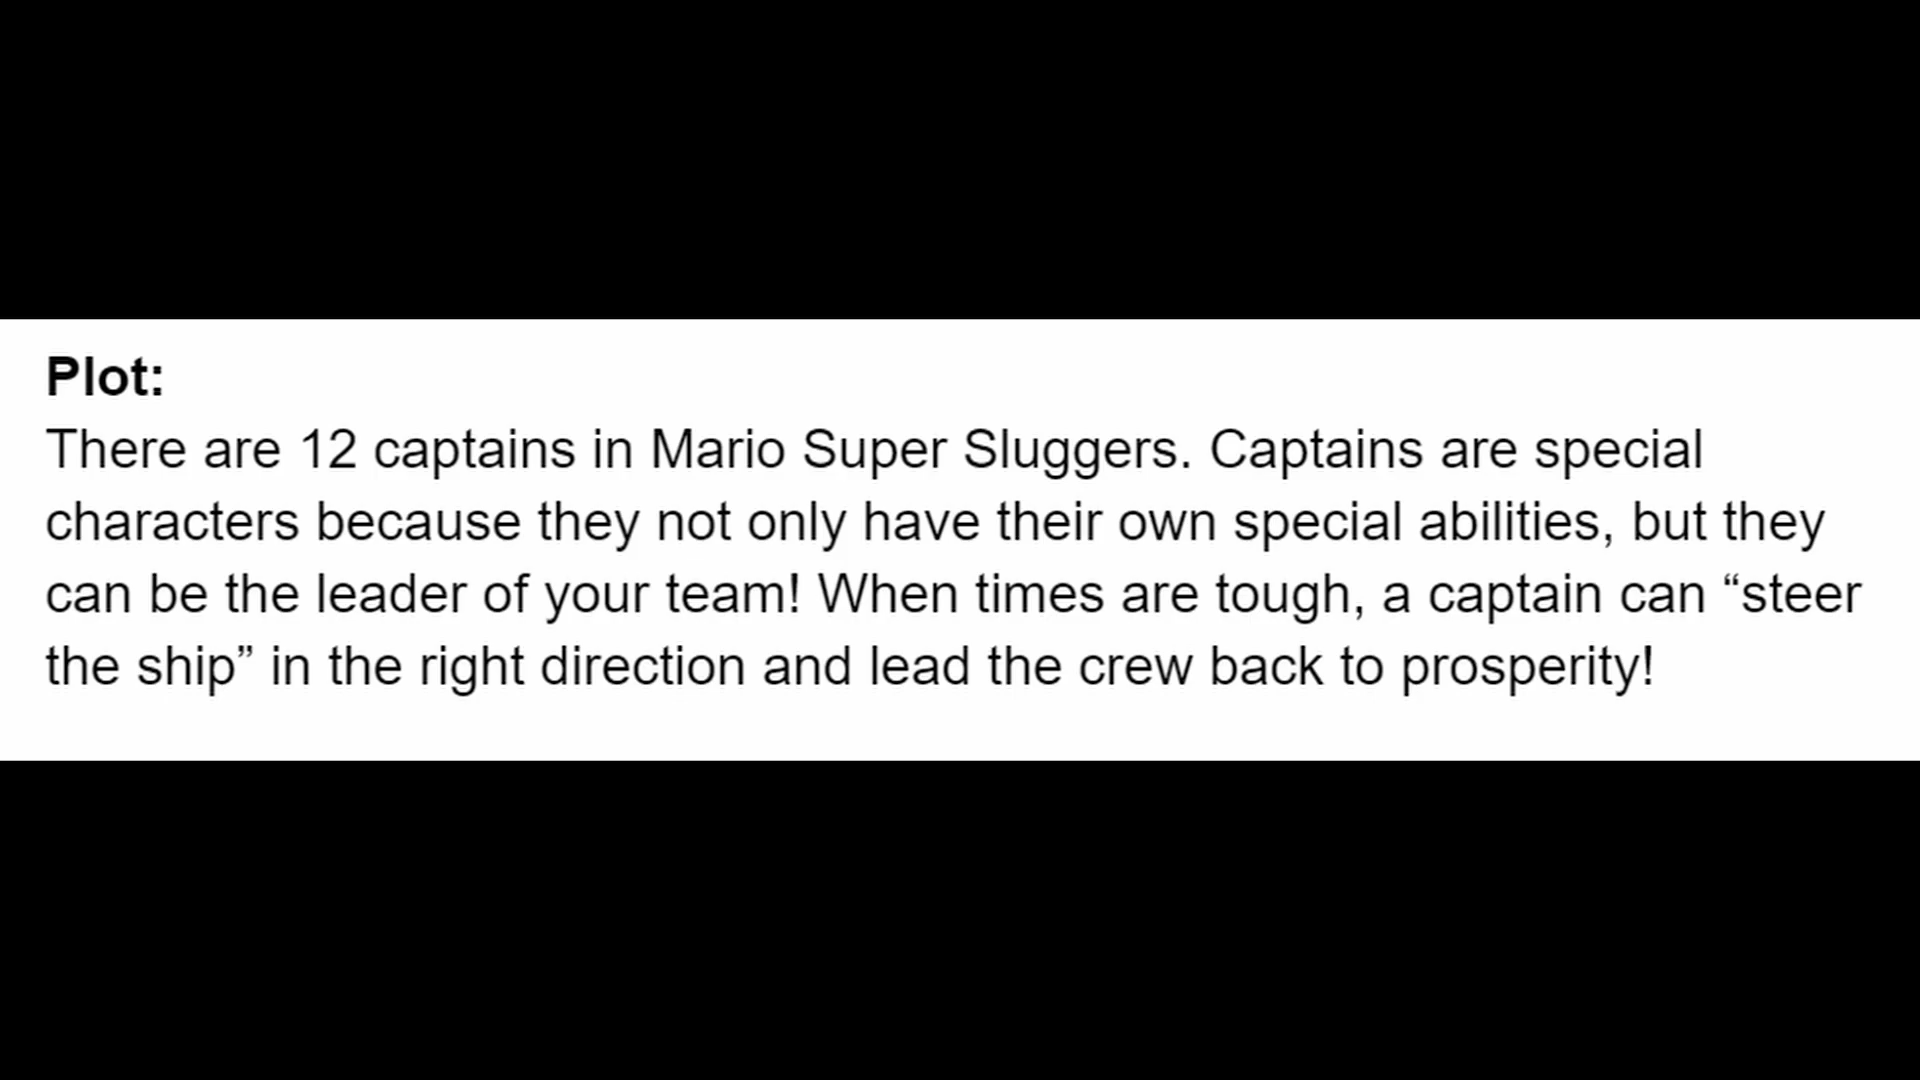 Plot:
There are 12 captains in Mario Super Sluggers. Captains are special
characters because they not only have their own special abilities, but they
can be the leader of your team! When times are tough, a captain can “steer
the ship” in the right direction and lead the crew back to prosperity!